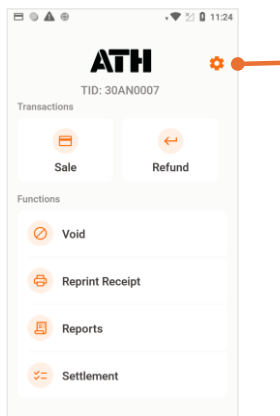 11:24
ATH
TID: 30AN0007
Transactions
Sale
Refund
Functions
Void
Reprint Receipt
Reports
Settlement